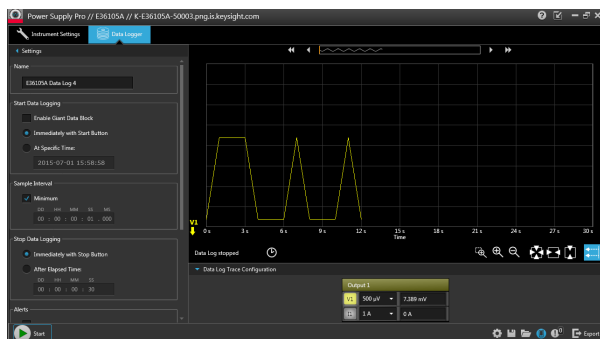 Power Supply Pro // E36105A // K-E36105A-50003.png.is.keysight.com
Instrument Settings
Data Logger
Settings
Name
E36105A Data Log 4
Start Data Logging
Enable Giant Data Block
Immediately with Start Button
At Specific Time:
2015-07-01 15:58:58
Sample Interval
Minimum
DD HH MM SS MS
00 : 00 : 00 : 01 . 000
Stop Data Logging
Immediately with Stop Button
After Elapsed Time:
DD HH MM SS
00 : 00 : 00 : 30
Alerts
Start
V1
0 s 3 s 6 s 9 s 12 s 15 s 18 s 21 s 24 s 27 s 30 s
Time
Data Log stopped
Data Log Trace Configuration
Output 1
V1 500 µV 7.389 mV
1 A 0 A
Export